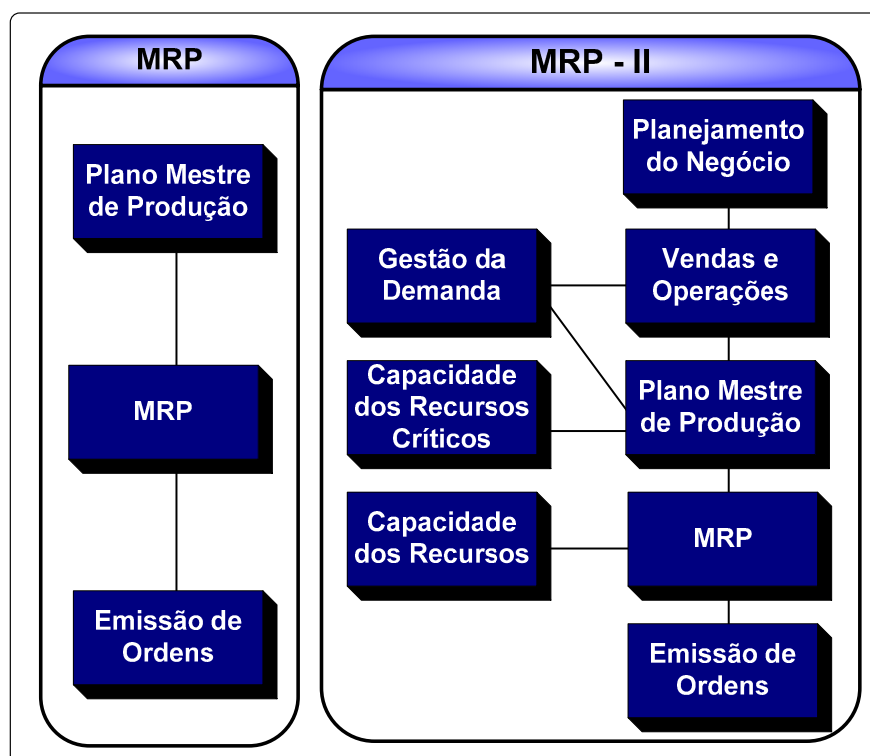 MRP
Plano Mestre
de Produção
MRP
Emissão de
Ordens
MRP - II
Planejamento
do Negócio
Gestão da
Demanda
Vendas e
Operações
Capacidade
dos Recursos
Críticos
Plano Mestre
de Produção
Capacidade
dos Recursos
MRP
Emissão de
Ordens